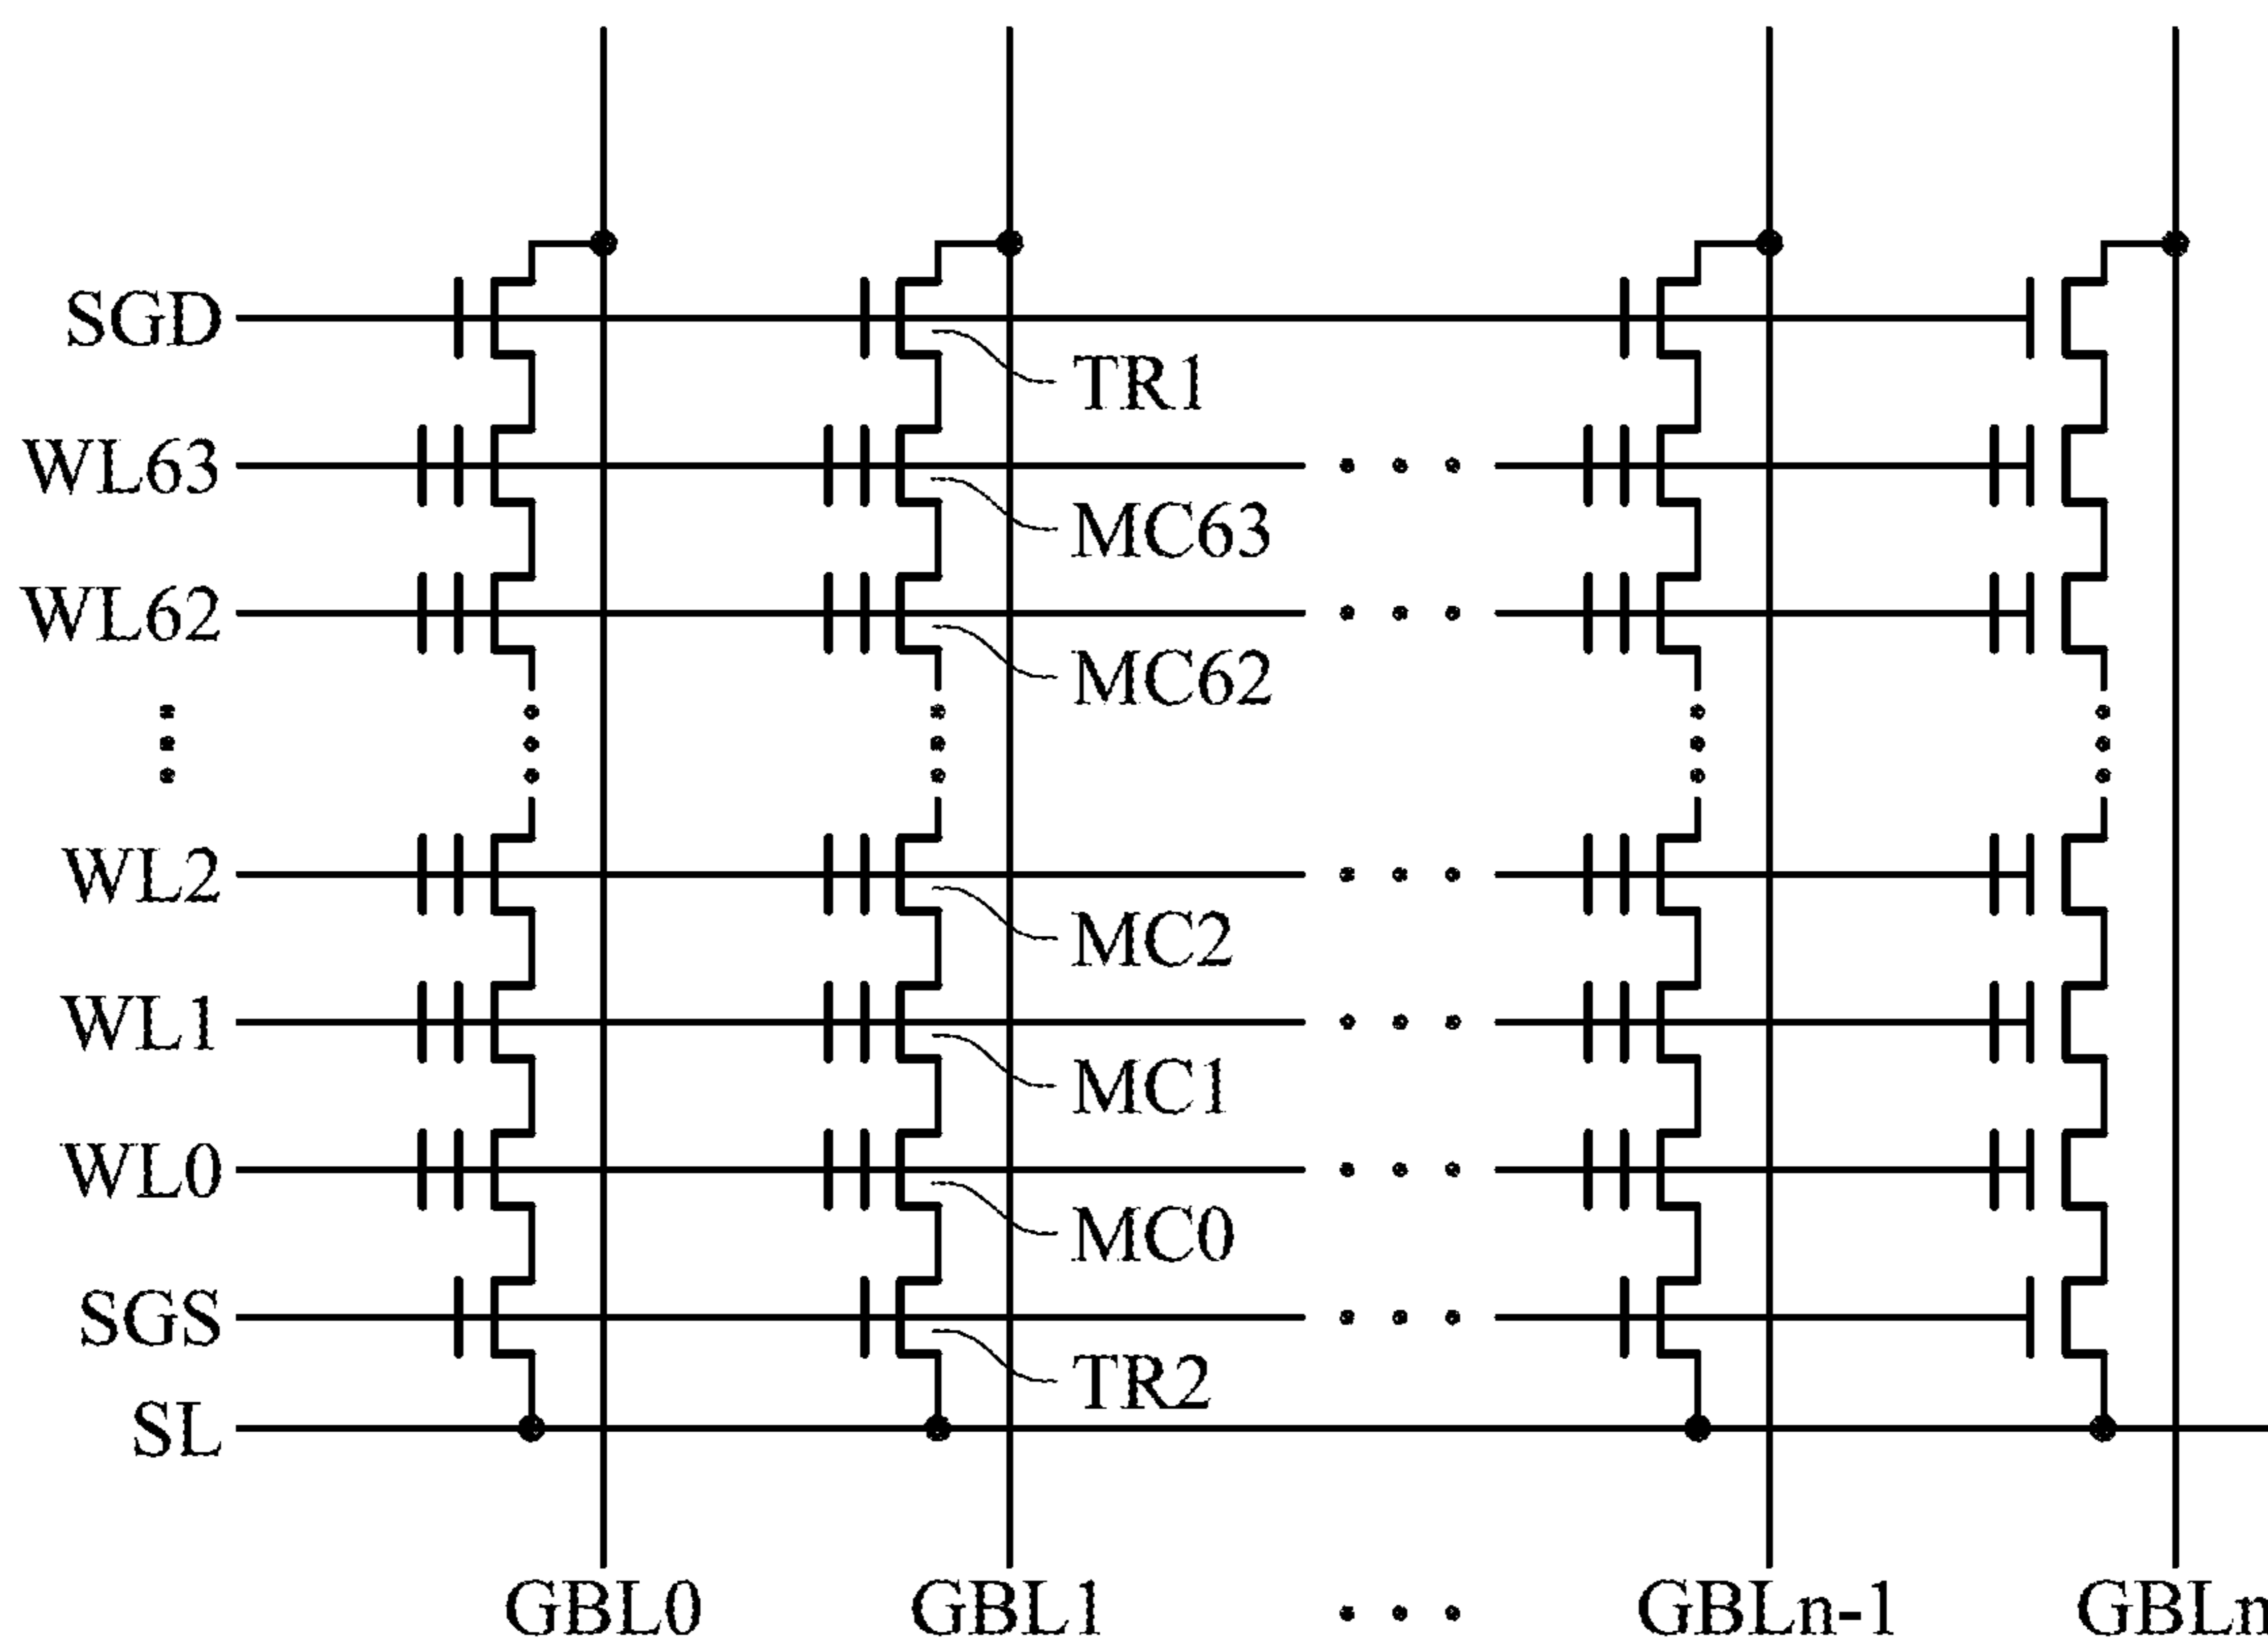 SGD
TR1
WL63
MC63
WL62
MC62
WL2
MC2
WL1
MC1
WL0
MC0
SGS
TR2
SL
GBL0 GBL1 • • • GBLn-1 GBLn